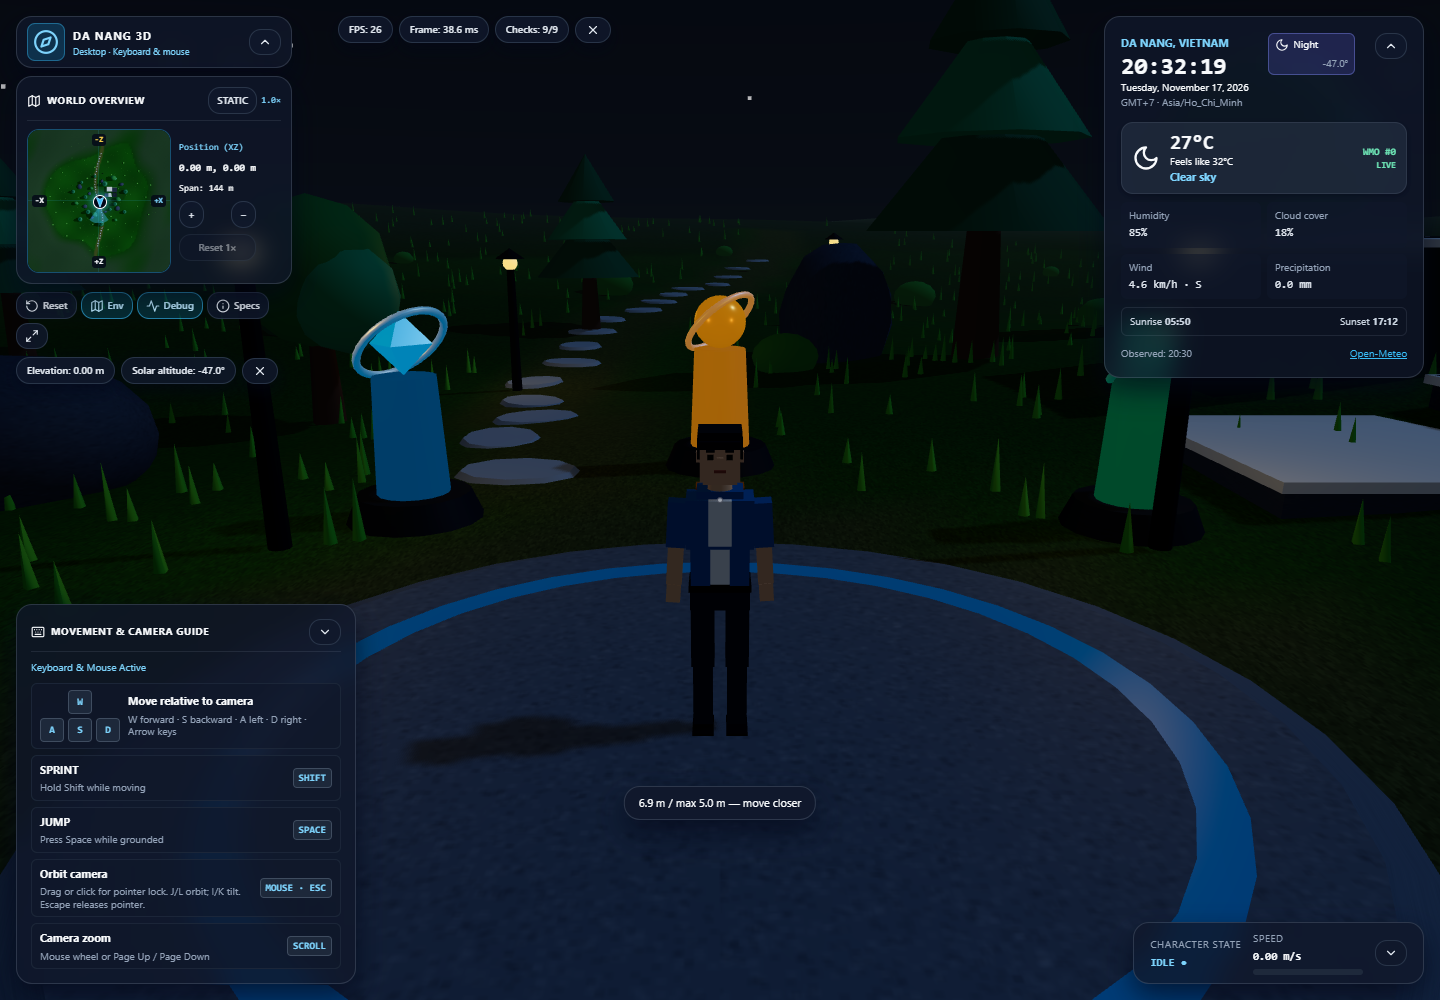 DA NANG 3D
Desktop · Keyboard & mouse
FPS: 26
Frame: 38.6 ms
Checks: 9/9
WORLD OVERVIEW
STATIC
1.0×
-Z
-X
+X
+Z
Position (XZ)
0.00 m, 0.00 m
Span: 144 m
+
−
Reset 1×
Reset
Env
Debug
Specs
Elevation: 0.00 m
Solar altitude: -47.0°
DA NANG, VIETNAM
20:32:19
Tuesday, November 17, 2026
GMT+7 · Asia/Ho_Chi_Minh
Night
-47.0°
27°C
Feels like 32°C
Clear sky
WMO #0
LIVE
Humidity
85%
Cloud cover
18%
Wind
4.6 km/h · S
Precipitation
0.0 mm
Sunrise 05:50
Sunset 17:12
Observed: 20:30
Open-Meteo
MOVEMENT & CAMERA GUIDE
Keyboard & Mouse Active
W
A
S
D
Move relative to camera
W forward · S backward · A left · D right ·
Arrow keys
SPRINT
Hold Shift while moving
SHIFT
JUMP
Press Space while grounded
SPACE
Orbit camera
Drag or click for pointer lock. J/L orbit; I/K tilt.
Escape releases pointer.
MOUSE · ESC
Camera zoom
Mouse wheel or Page Up / Page Down
SCROLL
6.9 m / max 5.0 m — move closer
CHARACTER STATE
IDLE
SPEED
0.00 m/s